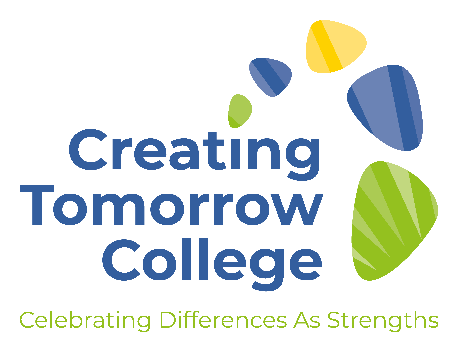 Creating
Tomorrow
College
Celebrating Differences As Strengths